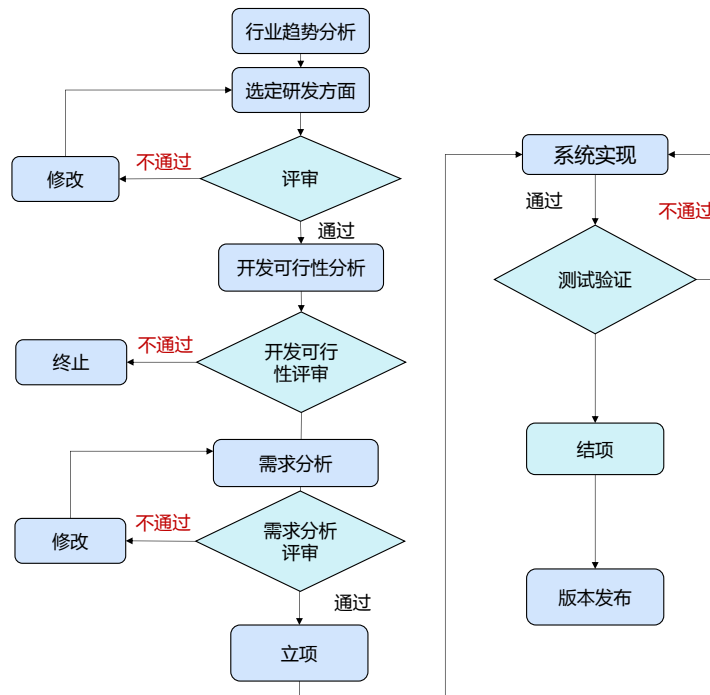 行业趋势分析
选定研发方面
不通过
修改
评审
通过
开发可行性分析
不通过
终止
开发可行
性评审
需求分析
不通过
修改
需求分析
评审
通过
立项
系统实现
通过
不通过
测试验证
结项
版本发布